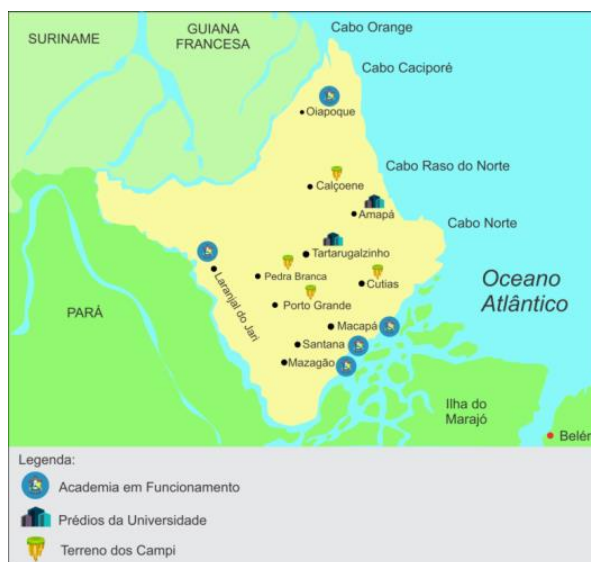 SURINAME
GUIANA
FRANCESA
Cabo Orange
Cabo Caciporé
Oiapoque
Cabo Raso do Norte
Calçoene
Amapá
Cabo Norte
Tartarugalzinho
Laranjal do Jari
Pedra Branca
Cutias
Oceano
Atlântico
PARÁ
Porto Grande
Macapá
Santana
Mazagão
Ilha do
Marajó
Belém
Legenda:
Academia em Funcionamento
Prédios da Universidade
Terreno dos Campi